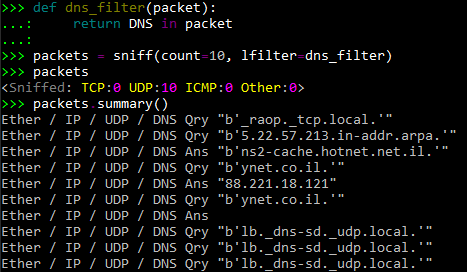 >>> def dns_filter(packet):
...:     return DNS in packet
...:
>>> packets = sniff(count=10, lfilter=dns_filter)
>>> packets
<Sniffed: TCP:0 UDP:10 ICMP:0 Other:0>
>>> packets.summary()
Ether / IP / UDP / DNS Qry "b'_raop._tcp.local.'"
Ether / IP / UDP / DNS Qry "b'5.22.57.213.in-addr.arpa.'"
Ether / IP / UDP / DNS Ans "b'ns2-cache.hotnet.net.il.'"
Ether / IP / UDP / DNS Qry "b'ynet.co.il.'"
Ether / IP / UDP / DNS Ans "88.221.18.121"
Ether / IP / UDP / DNS Qry "b'ynet.co.il.'"
Ether / IP / UDP / DNS Ans
Ether / IP / UDP / DNS Qry "b'lb._dns-sd._udp.local.'"
Ether / IP / UDP / DNS Qry "b'lb._dns-sd._udp.local.'"
Ether / IP / UDP / DNS Qry "b'lb._dns-sd._udp.local.'"